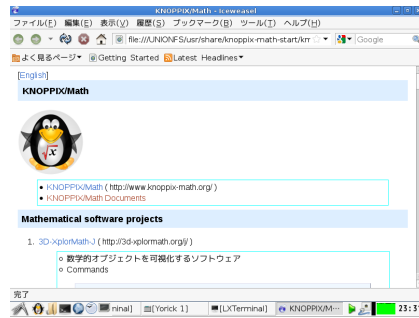 KNOPPIX/Math - Iceweasel
ファイル(F) 編集(E) 表示(V) 履歴(S) ブックマーク(B) ツール(T) ヘルプ(H)
file:///UNIONFS/usr/share/knoppix-math-start/kn Google
よく見るページ Getting Started Latest Headlines
[English]
KNOPPIX/Math
√x
KNOPPIX/Math ( http://www.knoppix-math.org/ )
KNOPPIX/Math Documents
Mathematical software projects
1. 3D-XplorMath-J ( http://3d-xplormath.org/j/ )
数学的オブジェクトを可視化するソフトウェア
Commands
完了
minal] [Yorick 1] [LXTerminal] KNOPPIX/M... 23:3